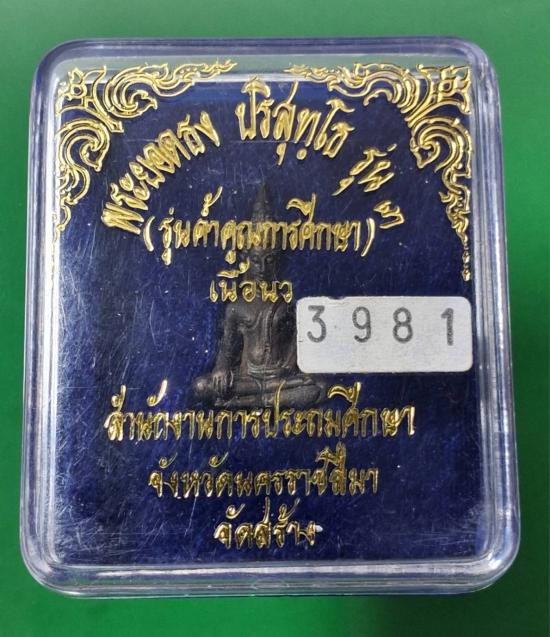 พระยอดธง ปริสุทฺโธ รุ่น ๓
(รุ่นค้ำคูณการศึกษา)
เนื้อนว
3981
สำนักงานการประถมศึกษา
จังหวัดนครราชสีมา
จัดสร้าง